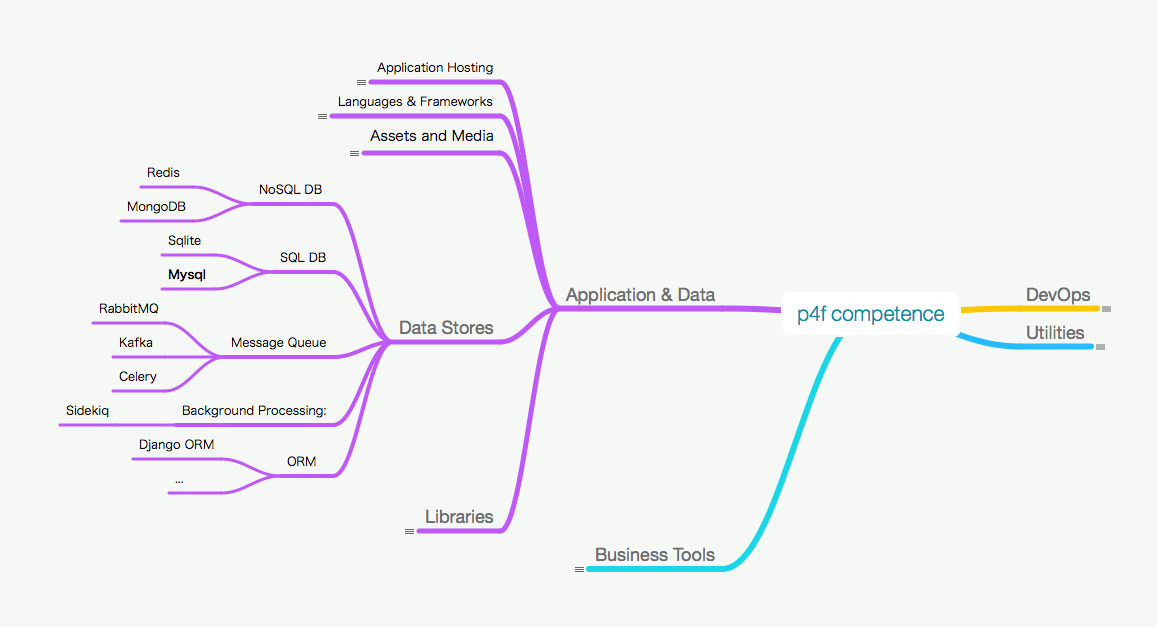 Application Hosting
Languages & Frameworks
Assets and Media
Redis
NoSQL DB
MongoDB
Sqlite
SQL DB
Mysql
RabbitMQ
Kafka
Message Queue
Celery
Sidekiq
Background Processing:
Django ORM
ORM
...
Data Stores
Libraries
Application & Data
p4f competence
DevOps
Utilities
Business Tools